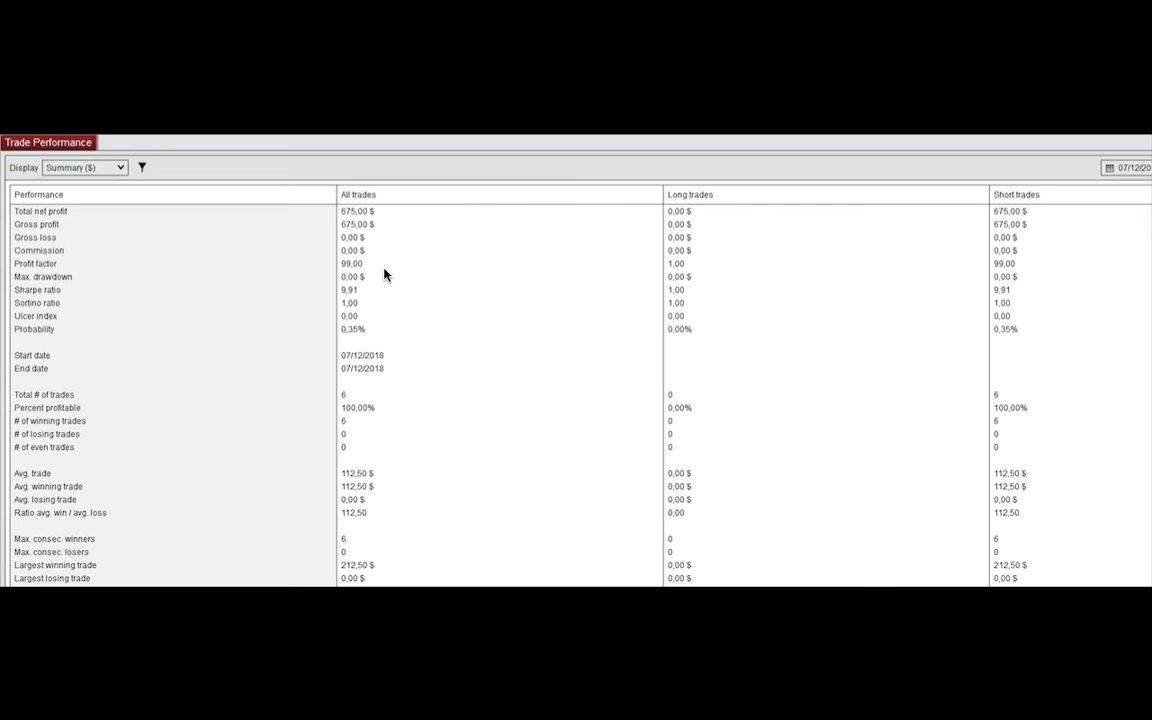 Trade Performance
Display Summary ($) 07/12/20
Performance All trades Long trades Short trades
Total net profit 675,00 $ 0,00 $ 675,00 $
Gross profit 675,00 $ 0,00 $ 675,00 $
Gross loss 0,00 $ 0,00 $ 0,00 $
Commission 0,00 $ 0,00 $ 0,00 $
Profit factor 99,00 1,00 99,00
Max. drawdown 0,00 $ 0,00 $ 0,00 $
Sharpe ratio 9,91 1,00 9,91
Sortino ratio 1,00 1,00 1,00
Ulcer index 0,00 0,00 0,00
Probability 0,35% 0,00% 0,35%
Start date 07/12/2018
End date 07/12/2018
Total # of trades 6 0 6
Percent profitable 100,00% 0,00% 100,00%
# of winning trades 6 0 6
# of losing trades 0 0 0
# of even trades 0 0 0
Avg. trade 112,50 $ 0,00 $ 112,50 $
Avg. winning trade 112,50 $ 0,00 $ 112,50 $
Avg. losing trade 0,00 $ 0,00 $ 0,00 $
Ratio avg. win / avg. loss 112,50 0,00 112,50
Max. consec. winners 6 0 6
Max. consec. losers 0 0 0
Largest winning trade 212,50 $ 0,00 $ 212,50 $
Largest losing trade 0,00 $ 0,00 $ 0,00 $